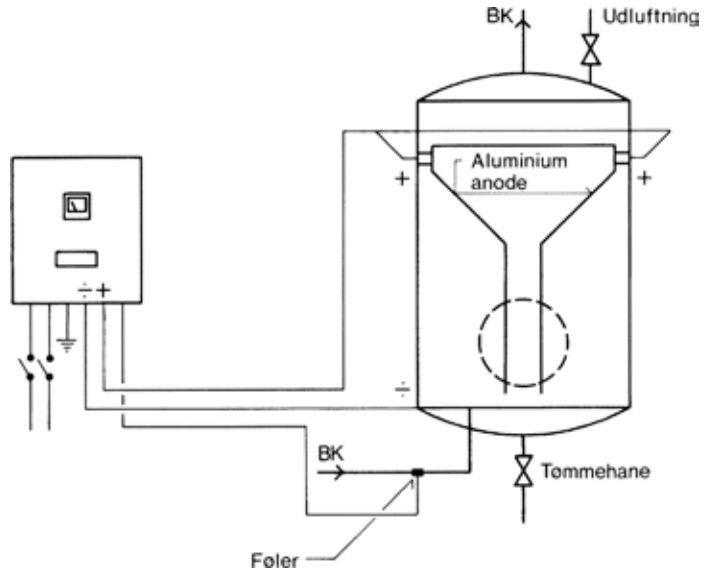 BK
Udluftning
Aluminium
anode
+
+
÷ +
÷
BK
Tømmehane
Føler